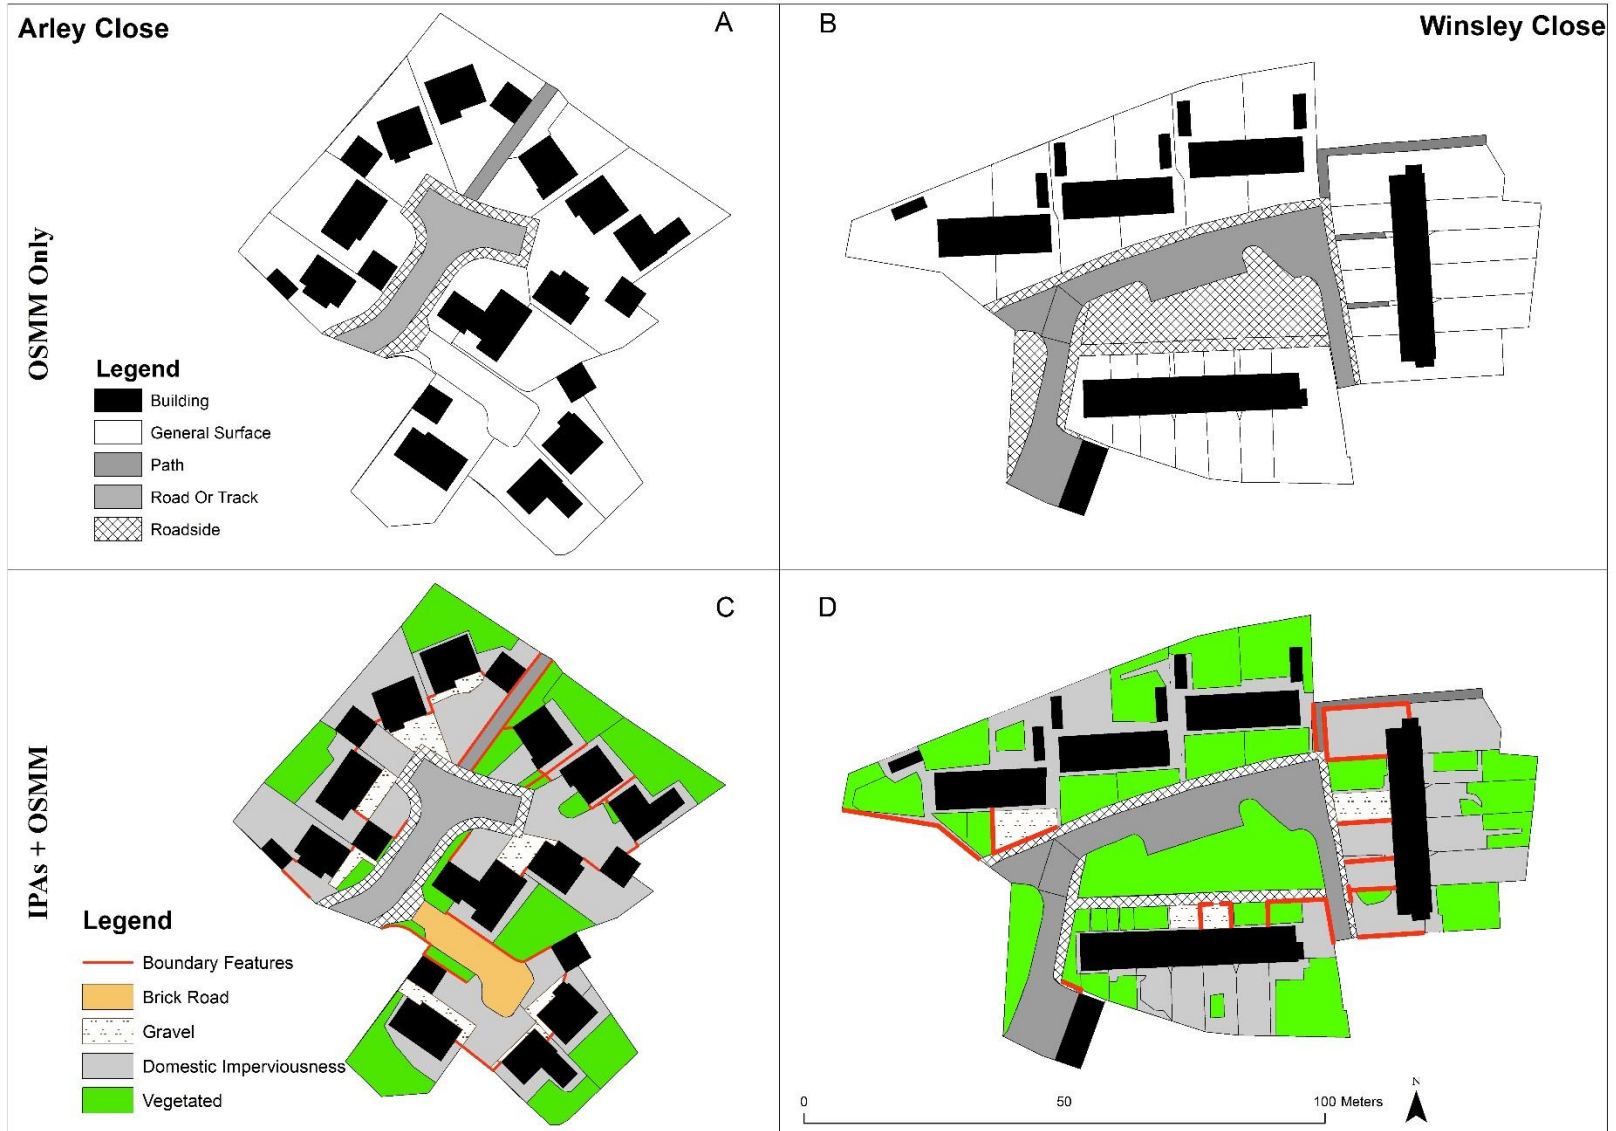 Arley Close
A
B
Winsley Close
OSMM Only
Legend
Building
General Surface
Path
Road Or Track
Roadside
C
D
IPAs + OSMM
Legend
Boundary Features
Brick Road
Gravel
Domestic Imperviousness
Vegetated
N
0 50 100 Meters